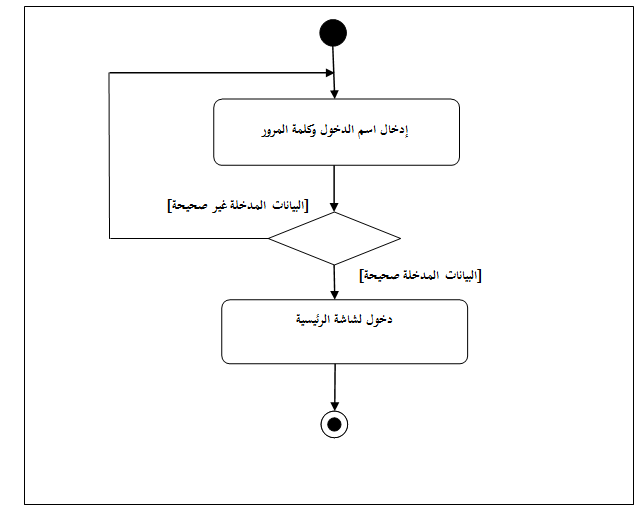 إدخال اسم الدخول وكلمة المرور
[البيانات المدخلة غير صحيحة]
[البيانات المدخلة صحيحة]
دخول لشاشة الرئيسية